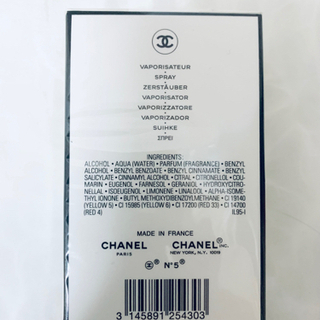 VAPORISATEUR
SPRAY
ZERSTÄUBER
VAPORISATOR
VAPORIZZATORE
VAPORIZADOR
SUIHKE
ΣΠΡΕΪ
INGREDIENTS:
ALCOHOL • AQUA (WATER) • PARFUM (FRAGRANCE) • BENZYL
ALCOHOL • BENZYL BENZOATE • BENZYL CINNAMATE • BENZYL
SALICYLATE • CINNAMYL ALCOHOL • CITRAL • CITRONELLOL • COU-
MARIN • EUGENOL • FARNESOL • GERANIOL • HYDROXYCITRO-
NELLAL • ISOEUGENOL • LIMONENE • LINALOOL • ALPHA-ISOME-
THYL IONONE • BUTYL METHOXYDIBENZOYLMETHANE • CI 19140
(YELLOW 5) • CI 15985 (YELLOW 6) • CI 17200 (RED 33) • CI 14700
(RED 4) IL95-I
MADE IN FRANCE
CHANEL CHANEL INC.
PARIS NEW YORK, N.Y. 10019
N°5
3 145891 254303